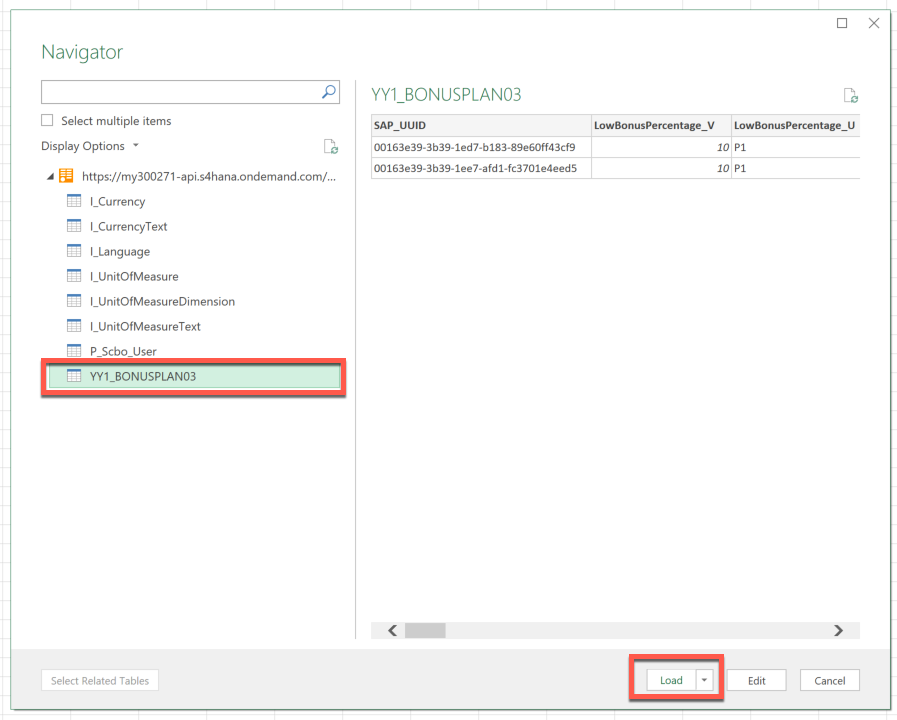 Navigator
Select multiple items
Display Options
https://my300271-api.s4hana.ondemand.com/...
I_Currency
I_CurrencyText
I_Language
I_UnitOfMeasure
I_UnitOfMeasureDimension
I_UnitOfMeasureText
P_Scbo_User
YY1_BONUSPLAN03
YY1_BONUSPLAN03
SAP_UUID LowBonusPercentage_V LowBonusPercentage_U
00163e39-3b39-1ed7-b183-89e60ff43cf9 10 P1
00163e39-3b39-1ee7-afd1-fc3701e4eed5 10 P1
Select Related Tables Load Edit Cancel